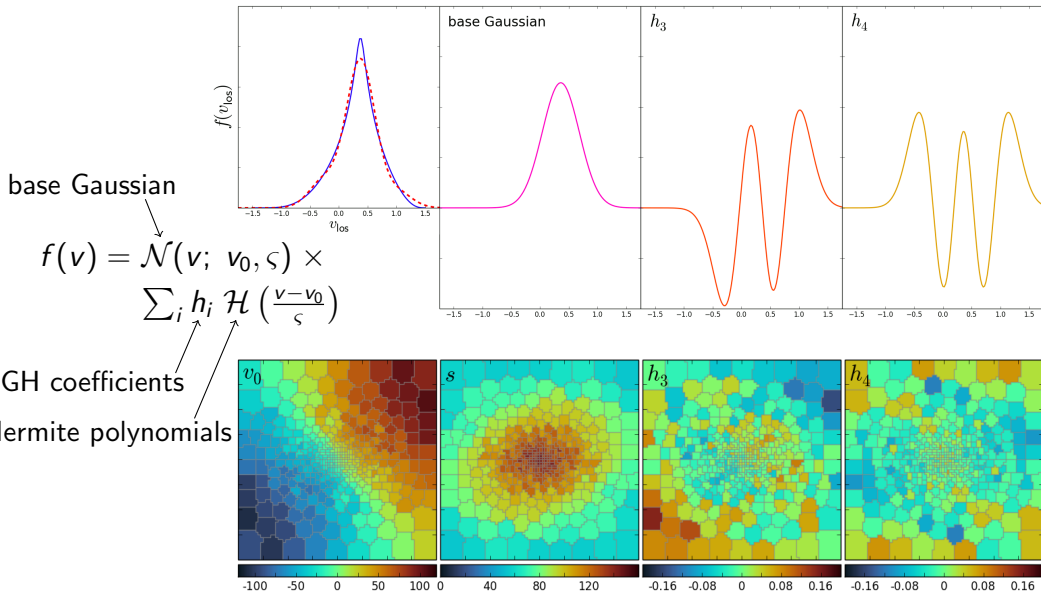 base Gaussian
h₃
h₄
f(v_los)
-1.5 -1.0 -0.5 0.0 0.5 1.0 1.5
v_los
-1.5 -1.0 -0.5 0.0 0.5 1.0 1.5
-1.5 -1.0 -0.5 0.0 0.5 1.0 1.5
-1.5 -1.0 -0.5 0.0 0.5 1.0 1.5
base Gaussian
f(v) = 𝒩(v; v₀, ς) ×
∑ᵢ hᵢ ℋ ((v−v₀)/ς)
GH coefficients
ermite polynomials
v₀
s
h₃
h₄
-100 -50 0 50 100
0 40 80 120
-0.16 -0.08 0 0.08 0.16
-0.16 -0.08 0 0.08 0.16